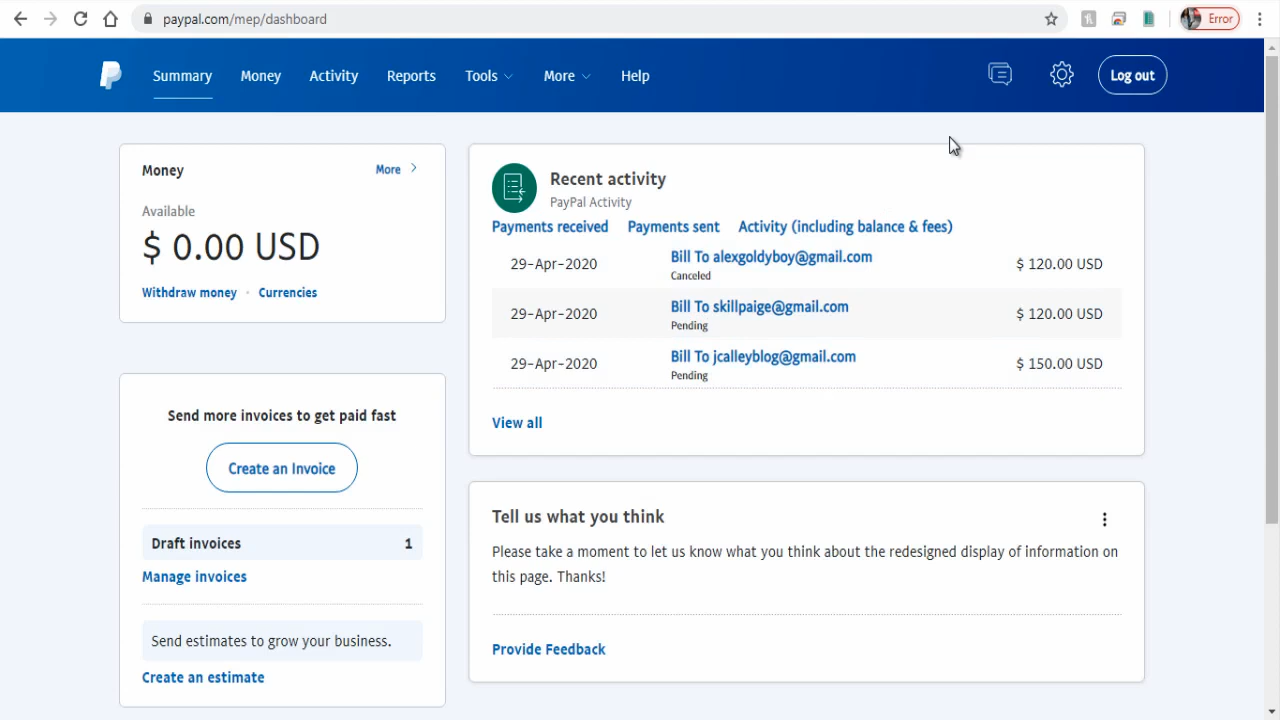 paypal.com/mep/dashboard
Error
Summary Money Activity Reports Tools More Help Log out
Money More
Available
$ 0.00 USD
Withdraw money · Currencies
Recent activity
PayPal Activity
Payments received Payments sent Activity (including balance & fees)
29-Apr-2020 Bill To alexgoldyboy@gmail.com $ 120.00 USD
Canceled
29-Apr-2020 Bill To skillpaige@gmail.com $ 120.00 USD
Pending
29-Apr-2020 Bill To jcalleyblog@gmail.com $ 150.00 USD
Pending
View all
Send more invoices to get paid fast
Create an Invoice
Draft invoices 1
Manage invoices
Send estimates to grow your business.
Create an estimate
Tell us what you think
Please take a moment to let us know what you think about the redesigned display of information on
this page. Thanks!
Provide Feedback